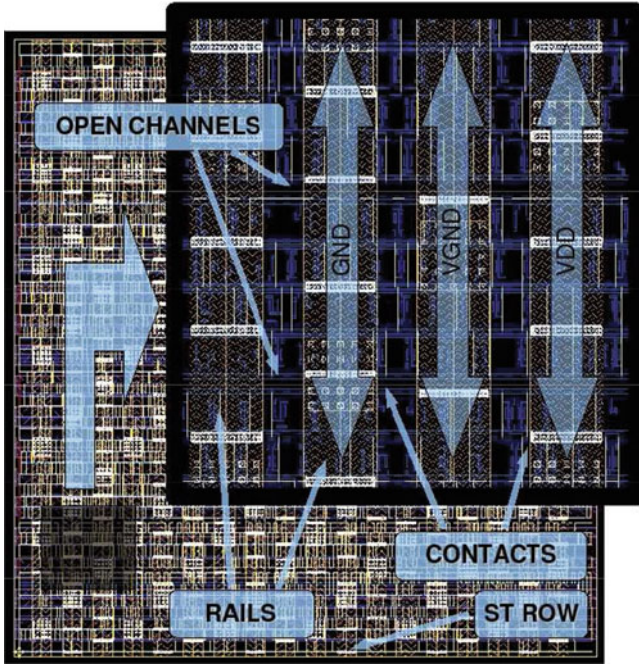 OPEN CHANNELS
GND
VGND
VDD
CONTACTS
RAILS
ST ROW